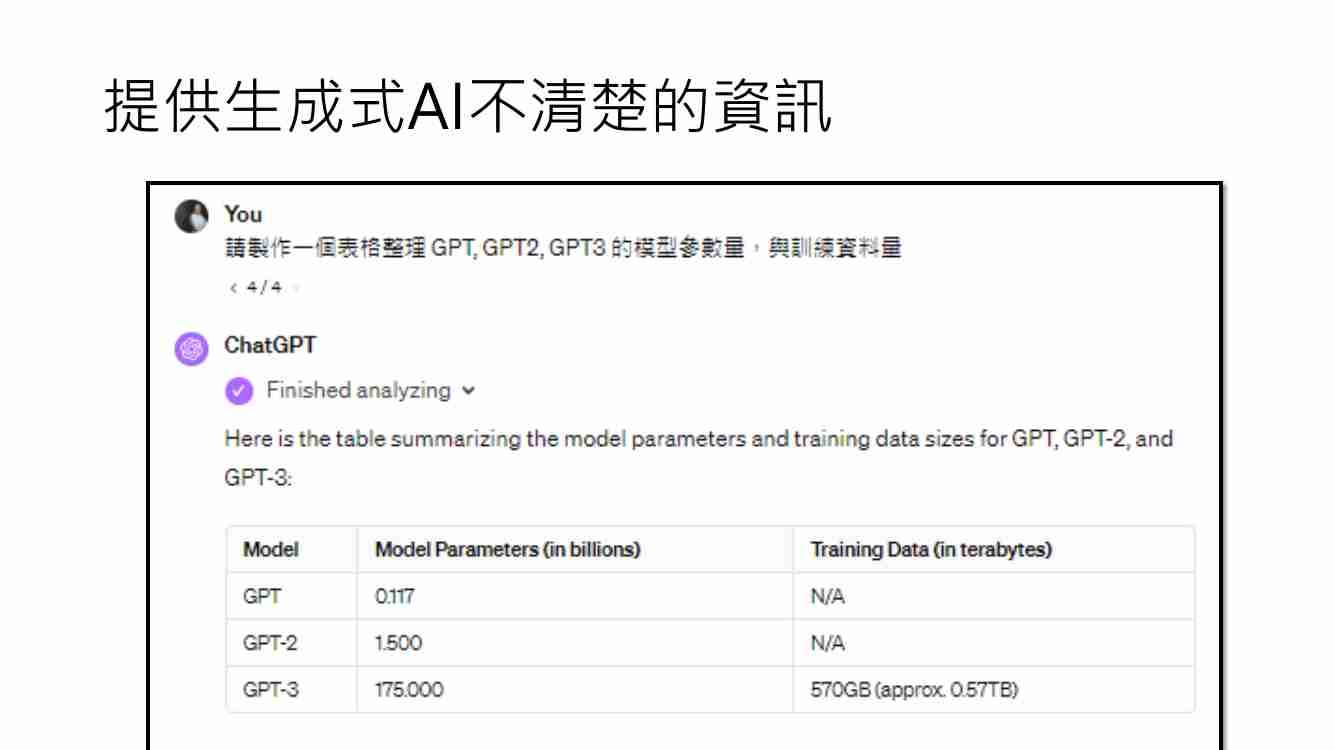 提供生成式AI不清楚的資訊
You
請製作一個表格整理 GPT, GPT2, GPT3 的模型參數量，與訓練資料量
< 4 / 4 >
ChatGPT
Finished analyzing
Here is the table summarizing the model parameters and training data sizes for GPT, GPT-2, and
GPT-3:
Model Model Parameters (in billions) Training Data (in terabytes)
GPT 0.117 N/A
GPT-2 1.500 N/A
GPT-3 175.000 570GB (approx. 0.57TB)